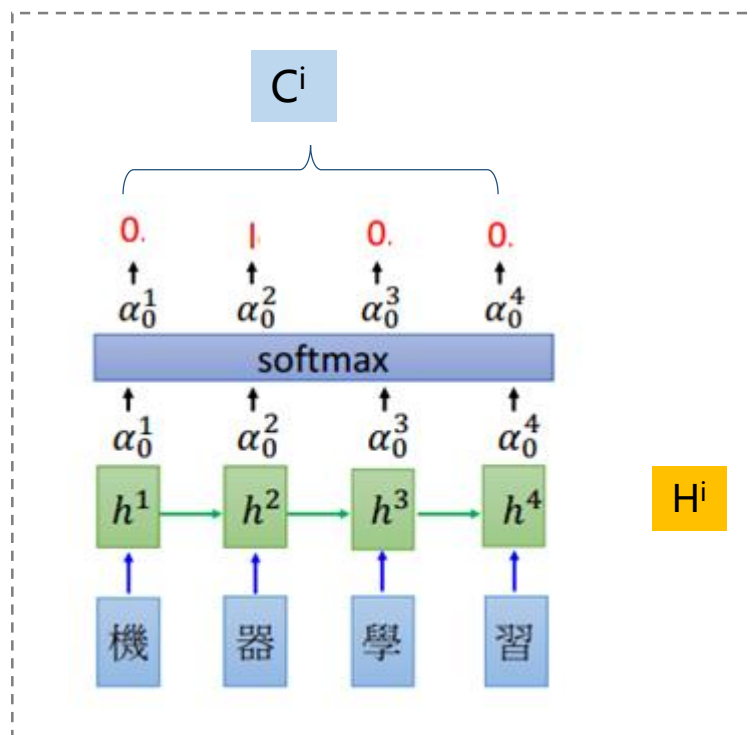 Cⁱ
0. 1. 0. 0.
α₀¹ α₀² α₀³ α₀⁴
softmax
α₀¹ α₀² α₀³ α₀⁴
h¹ h² h³ h⁴
Hⁱ
機 器 學 習